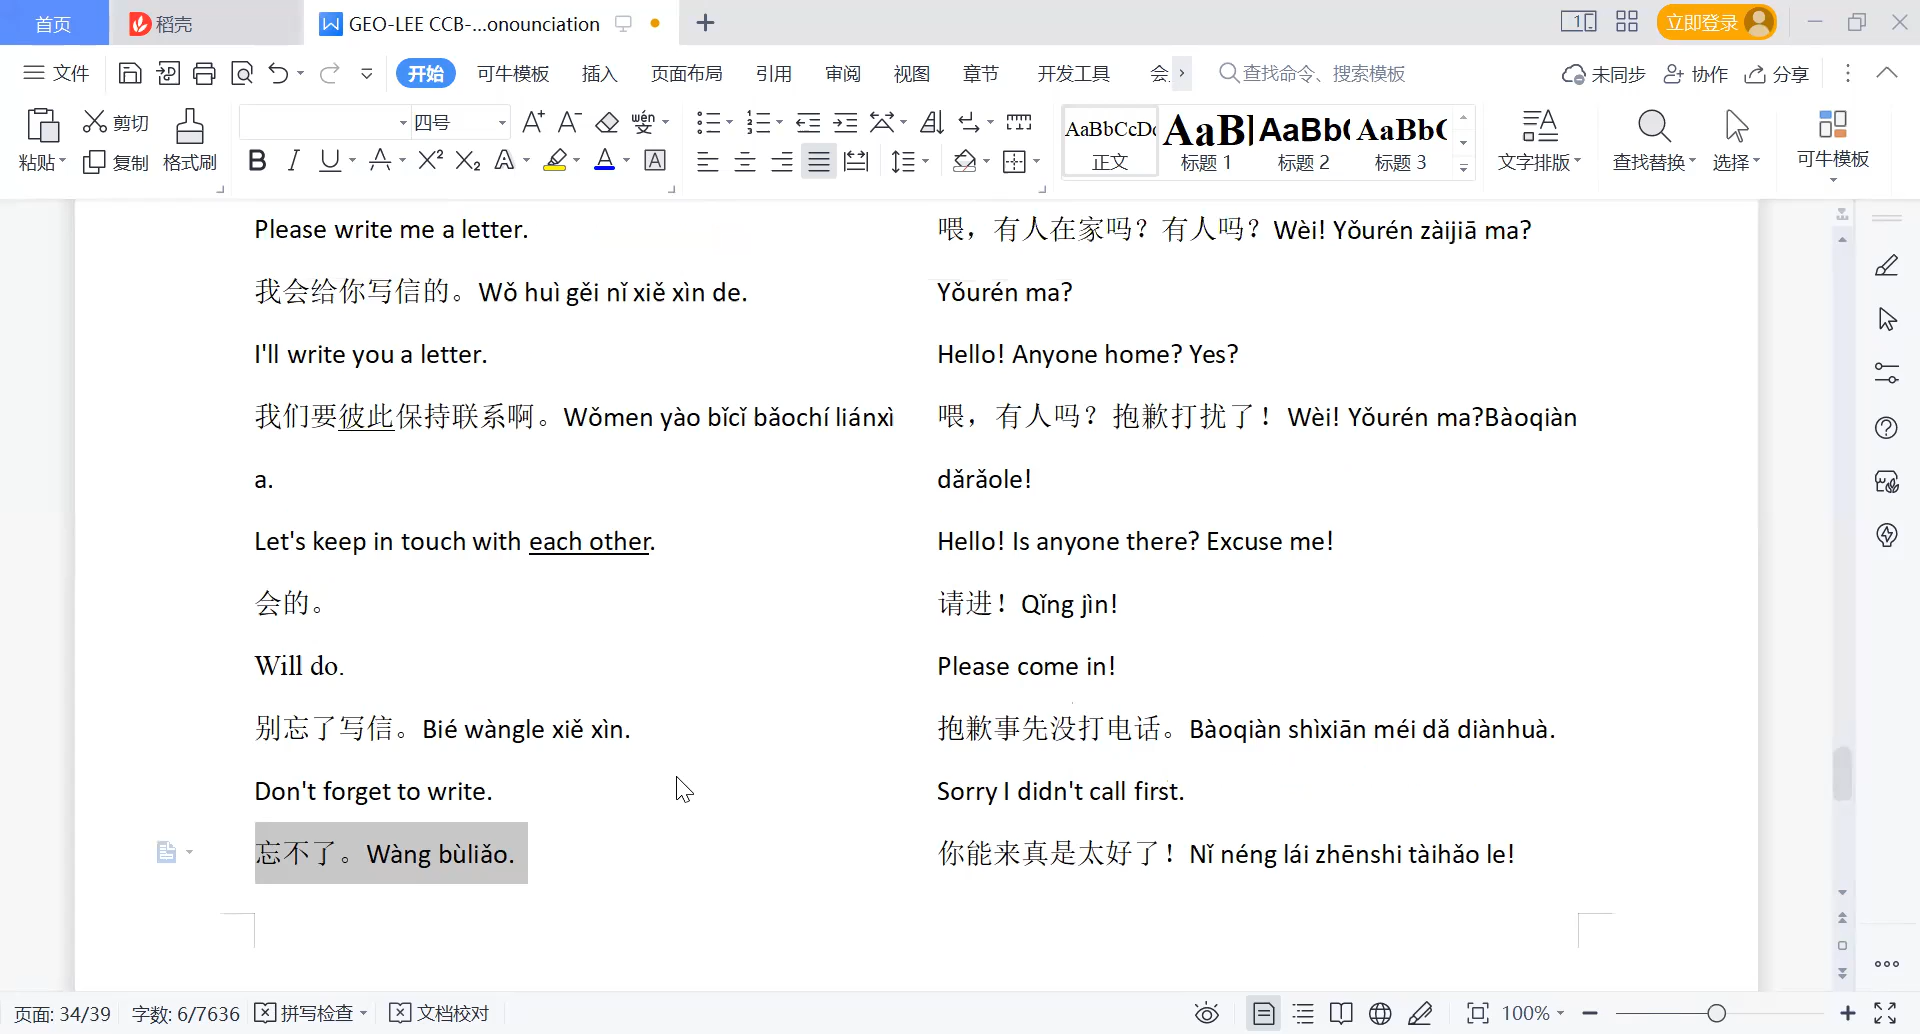 首页
稻壳
GEO-LEE CCB-...onounciation
立即登录
文件
开始
可牛模板
插入
页面布局
引用
审阅
视图
章节
开发工具
会
查找命令、搜索模板
未同步
协作
分享
粘贴
剪切
复制
格式刷
四号
AaBbCcDd
正文
AaBl
标题 1
AaBb(
标题 2
AaBb(
标题 3
文字排版
查找替换
选择
可牛模板
Please write me a letter.
我会给你写信的。Wǒ huì gěi nǐ xiě xìn de.
I'll write you a letter.
我们要彼此保持联系啊。Wǒmen yào bǐcǐ bǎochí liánxì
a.
Let's keep in touch with each other.
会的。
Will do.
别忘了写信。Bié wàngle xiě xìn.
Don't forget to write.
忘不了。Wàng bùliǎo.
喂，有人在家吗？有人吗？Wèi! Yǒurén zàijiā ma?
Yǒurén ma?
Hello! Anyone home? Yes?
喂，有人吗？抱歉打扰了！Wèi! Yǒurén ma?Bàoqiàn
dǎrǎole!
Hello! Is anyone there? Excuse me!
请进！Qǐng jìn!
Please come in!
抱歉事先没打电话。Bàoqiàn shìxiān méi dǎ diànhuà.
Sorry I didn't call first.
你能来真是太好了！Nǐ néng lái zhēnshi tàihǎo le!
页面: 34/39
字数: 6/7636
拼写检查
文档校对
100%